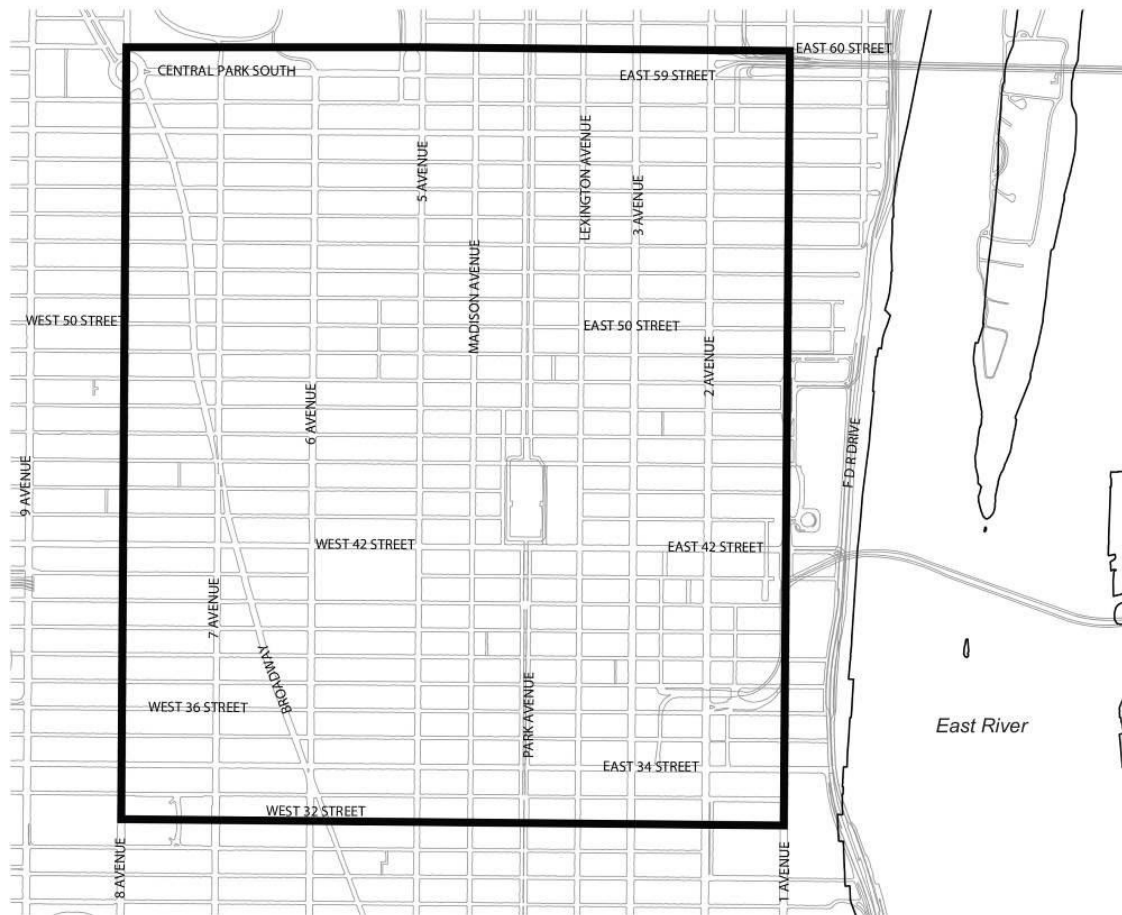 EAST 60 STREET
CENTRAL PARK SOUTH
EAST 59 STREET
5 AVENUE
LEXINGTON AVENUE
3 AVENUE
MADISON AVENUE
WEST 50 STREET
EAST 50 STREET
2 AVENUE
6 AVENUE
9 AVENUE
F D R DRIVE
WEST 42 STREET
EAST 42 STREET
7 AVENUE
BROADWAY
PARK AVENUE
WEST 36 STREET
East River
EAST 34 STREET
WEST 32 STREET
8 AVENUE
1 AVENUE